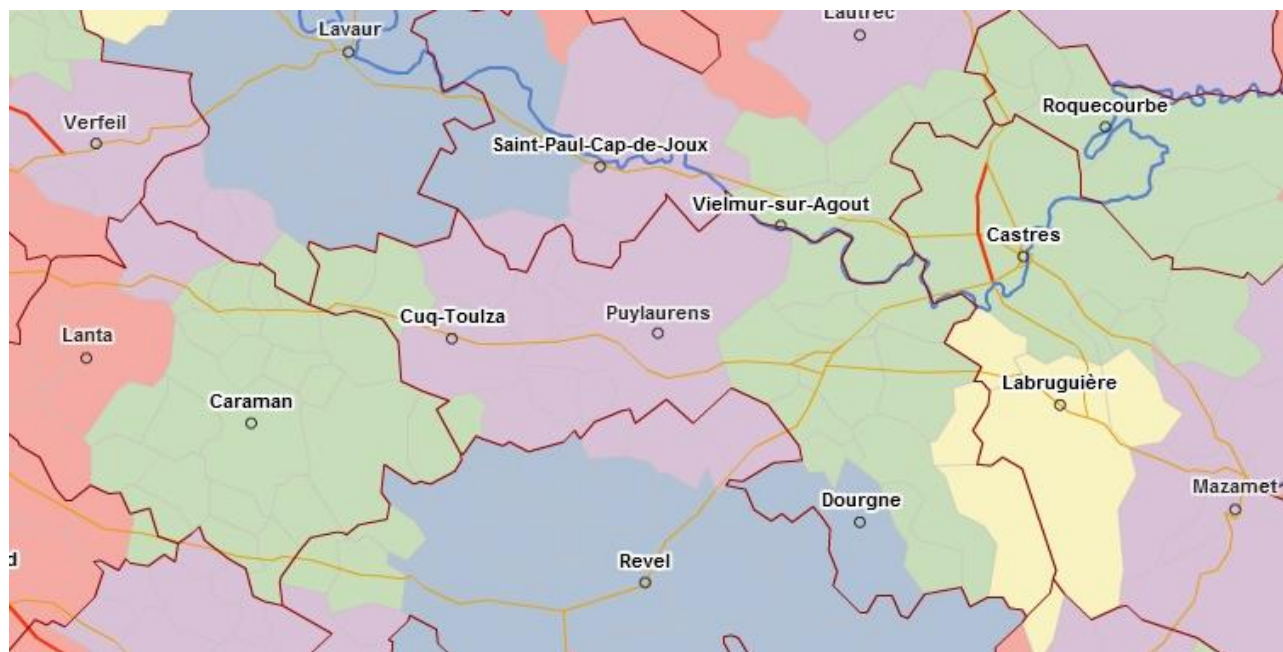 Lautrec
Lavaur
Roquecourbe
Verfeil
Saint-Paul-Cap-de-Joux
Vielmur-sur-Agout
Castres
Cuq-Toulza
Puylaurens
Lanta
Labruguière
Caraman
Mazamet
Dourgne
d
Revel